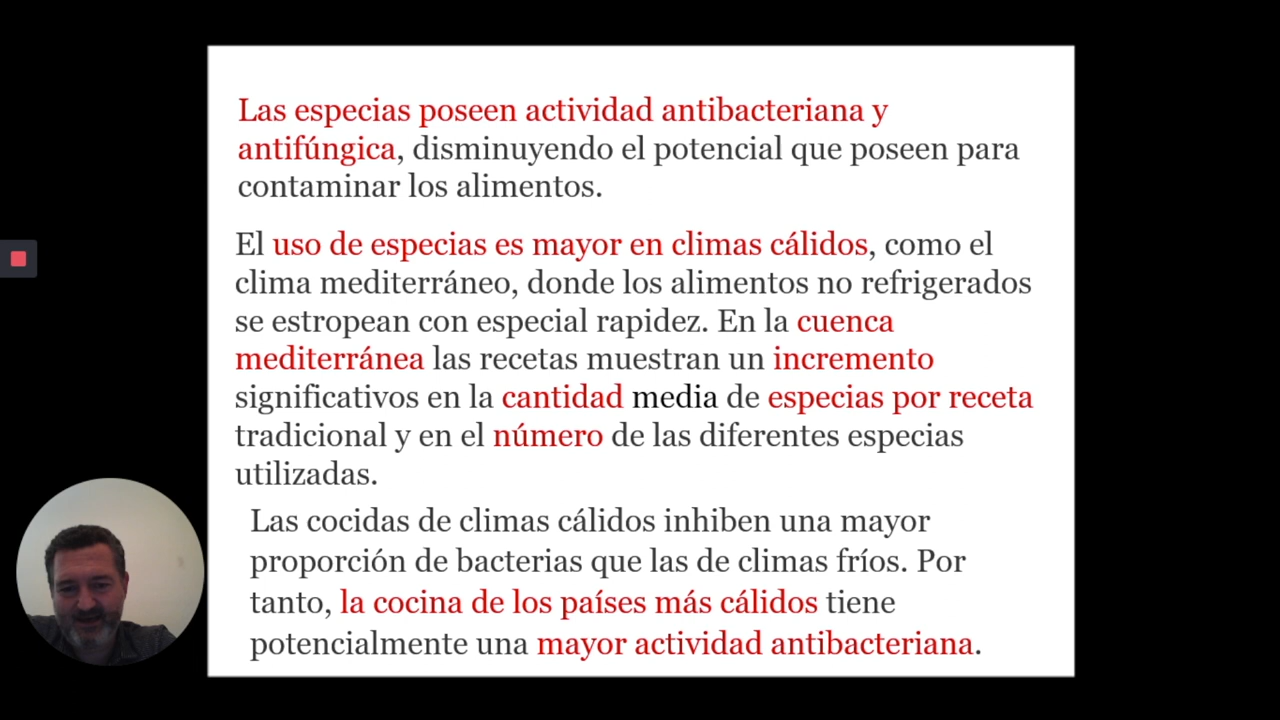 Las especias poseen actividad antibacteriana y
antifúngica, disminuyendo el potencial que poseen para
contaminar los alimentos.
El uso de especias es mayor en climas cálidos, como el
clima mediterráneo, donde los alimentos no refrigerados
se estropean con especial rapidez. En la cuenca
mediterránea las recetas muestran un incremento
significativos en la cantidad media de especias por receta
tradicional y en el número de las diferentes especias
utilizadas.
Las cocidas de climas cálidos inhiben una mayor
proporción de bacterias que las de climas fríos. Por
tanto, la cocina de los países más cálidos tiene
potencialmente una mayor actividad antibacteriana.